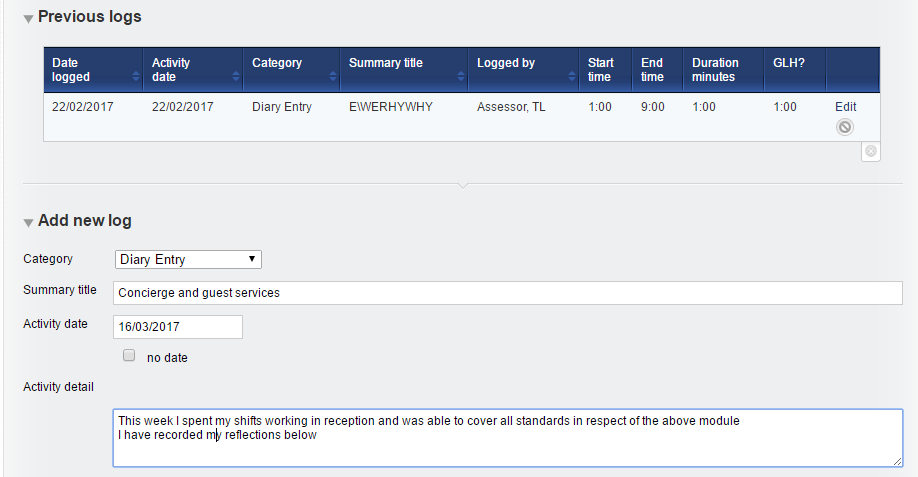 Previous logs
Date logged Activity date Category Summary title Logged by Start time End time Duration minutes GLH?
22/02/2017 22/02/2017 Diary Entry EWERHYWHY Assessor, TL 1:00 9:00 1:00 1:00 Edit
Add new log
Category Diary Entry
Summary title Concierge and guest services
Activity date 16/03/2017
no date
Activity detail
This week I spent my shifts working in reception and was able to cover all standards in respect of the above module
I have recorded my reflections below